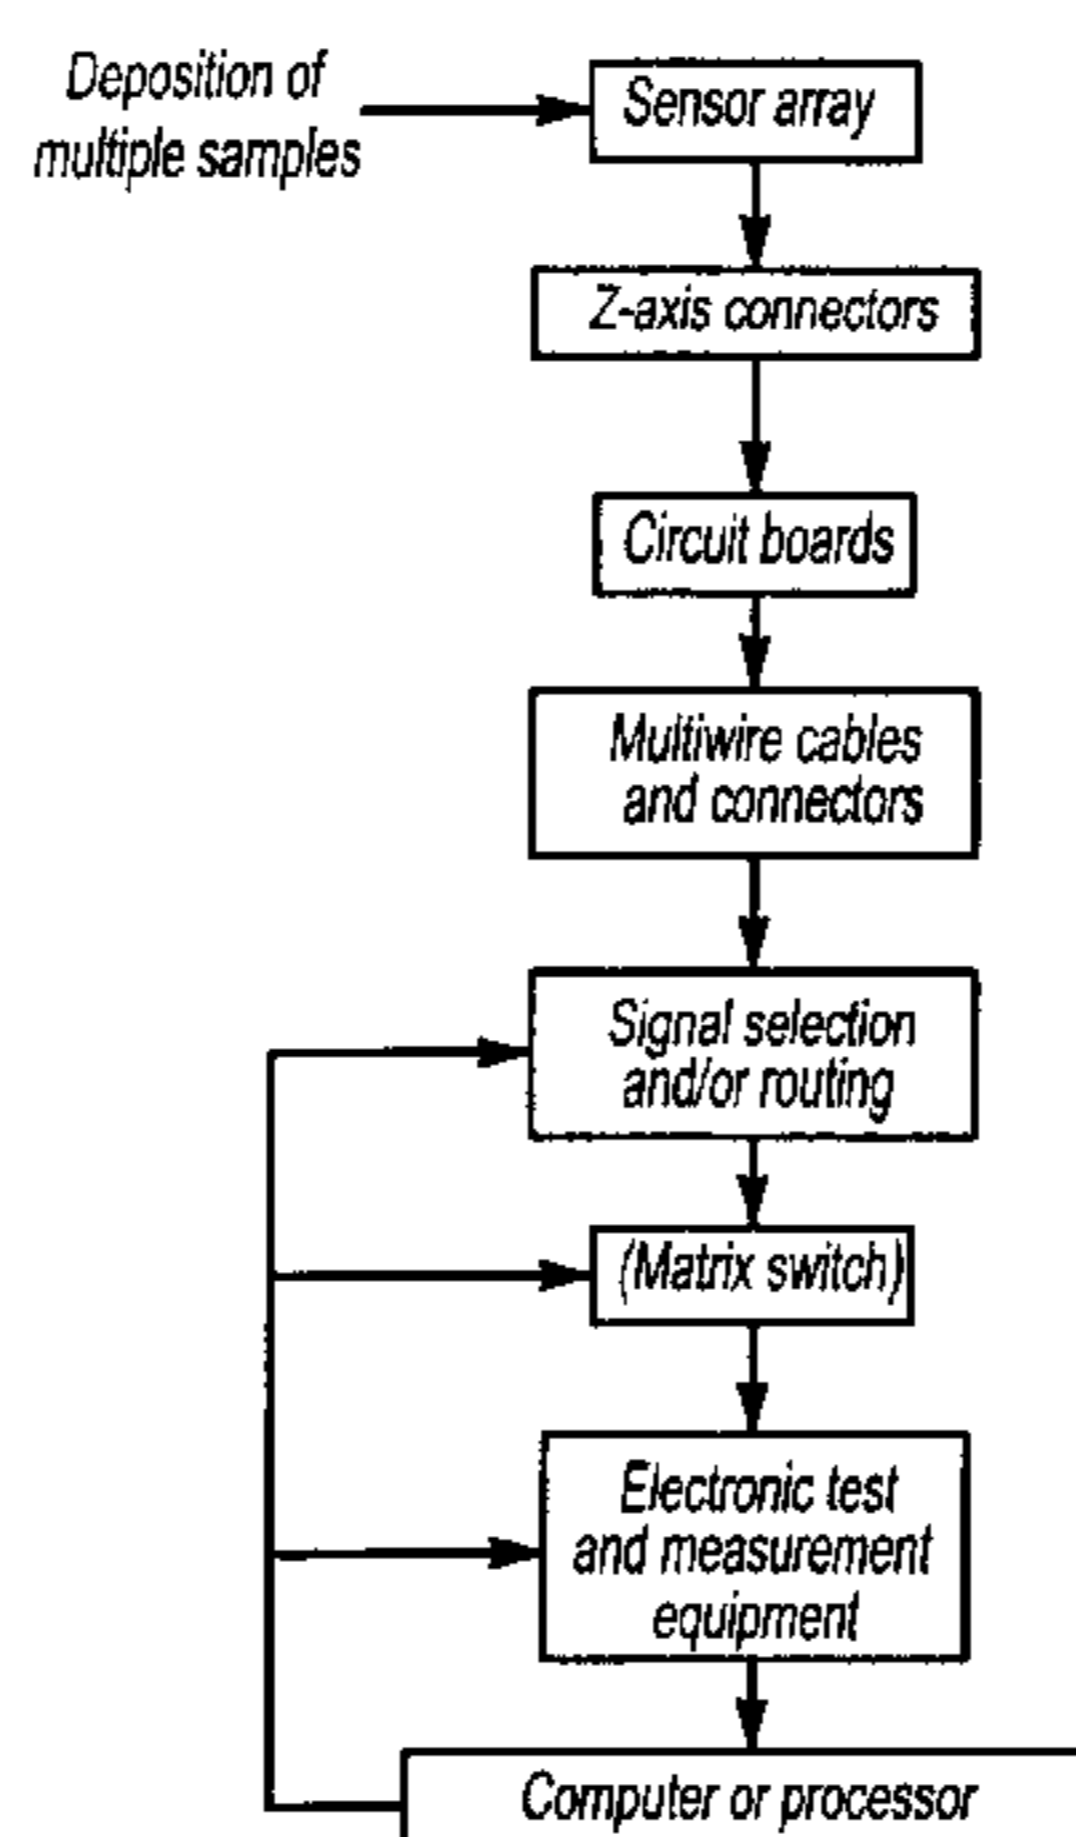 Deposition of
multiple samples
Sensor array
Z-axis connectors
Circuit boards
Multiwire cables
and connectors
Signal selection
and/or routing
(Matrix switch)
Electronic test
and measurement
equipment
Computer or processor